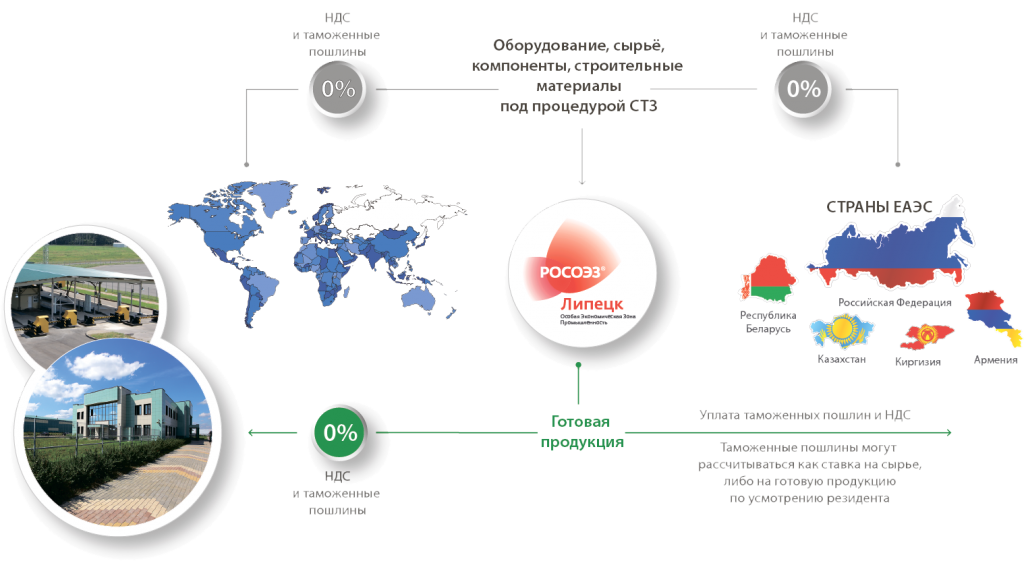 НДС
и таможенные
пошлины
0%
Оборудование, сырьё,
компоненты, строительные
материалы
под процедурой СТЗ
НДС
и таможенные
пошлины
0%
РОСОЭЗ®
Липецк
Особая Экономическая Зона
Промышленность
СТРАНЫ ЕАЭС
Российская Федерация
Республика
Беларусь
Казахстан
Киргизия
Армения
0%
НДС
и таможенные
пошлины
Готовая
продукция
Уплата таможенных пошлин и НДС
Таможенные пошлины могут
рассчитываться как ставка на сырье,
либо на готовую продукцию
по усмотрению резидента